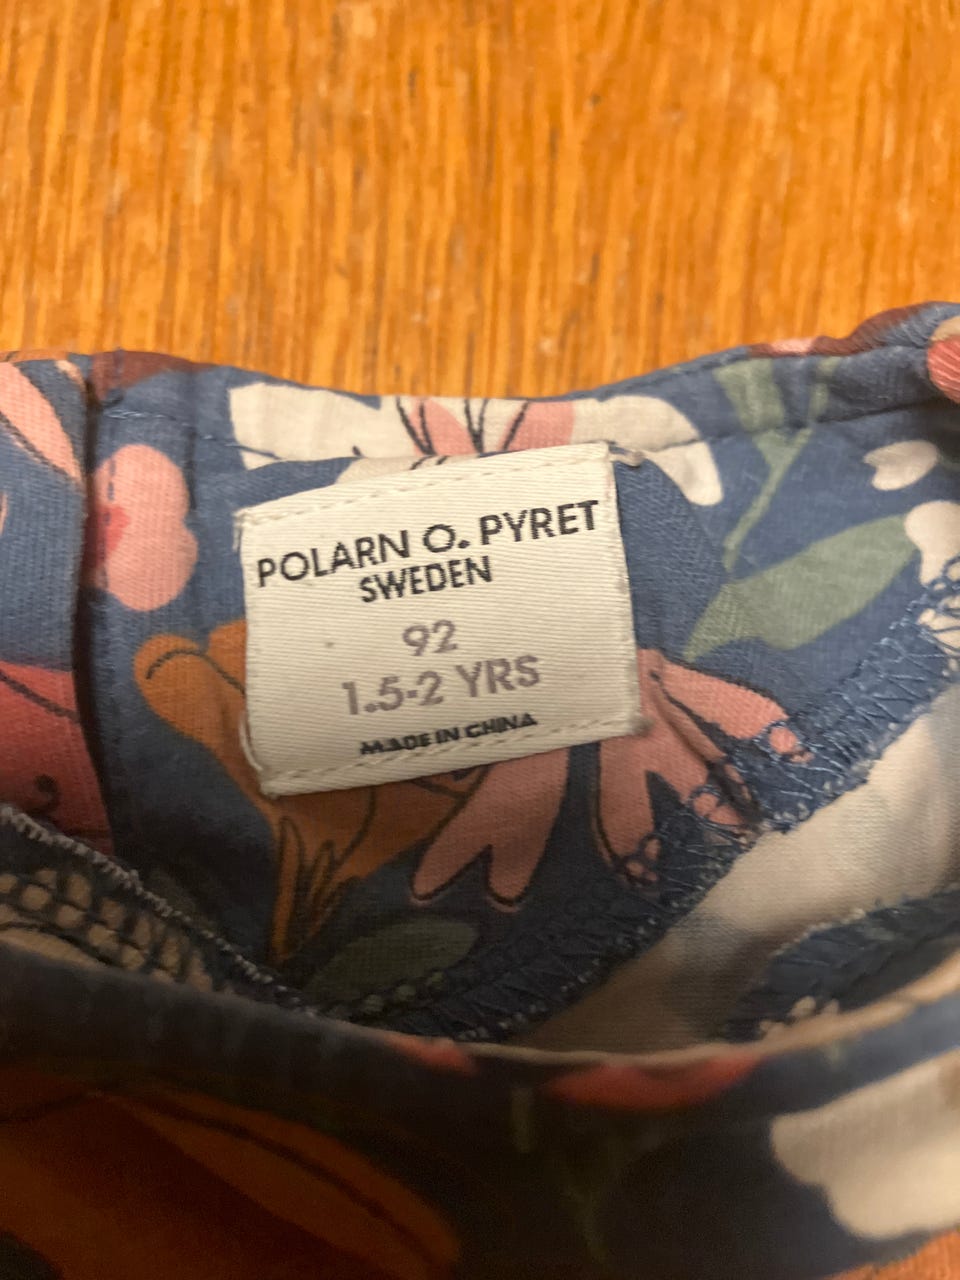 POLARN O. PYRET
SWEDEN
92
1.5-2 YRS
MADE IN CHINA